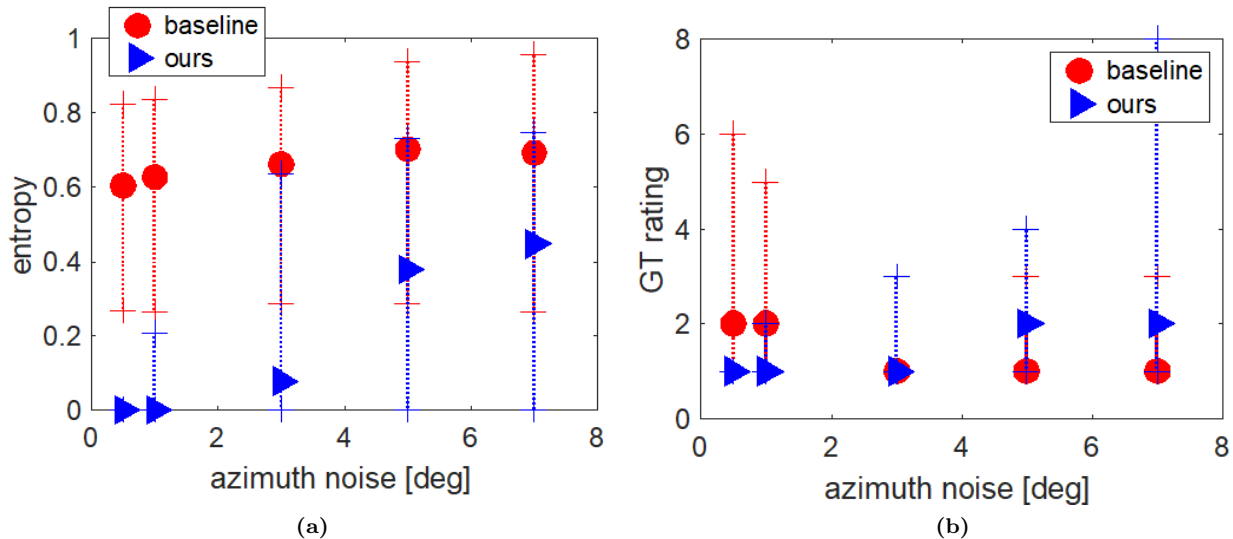 baseline
ours
1
0.8
0.6
0.4
0.2
0
entropy
0 2 4 6 8
azimuth noise [deg]
(a)
baseline
ours
8
6
4
2
0
GT rating
0 2 4 6 8
azimuth noise [deg]
(b)